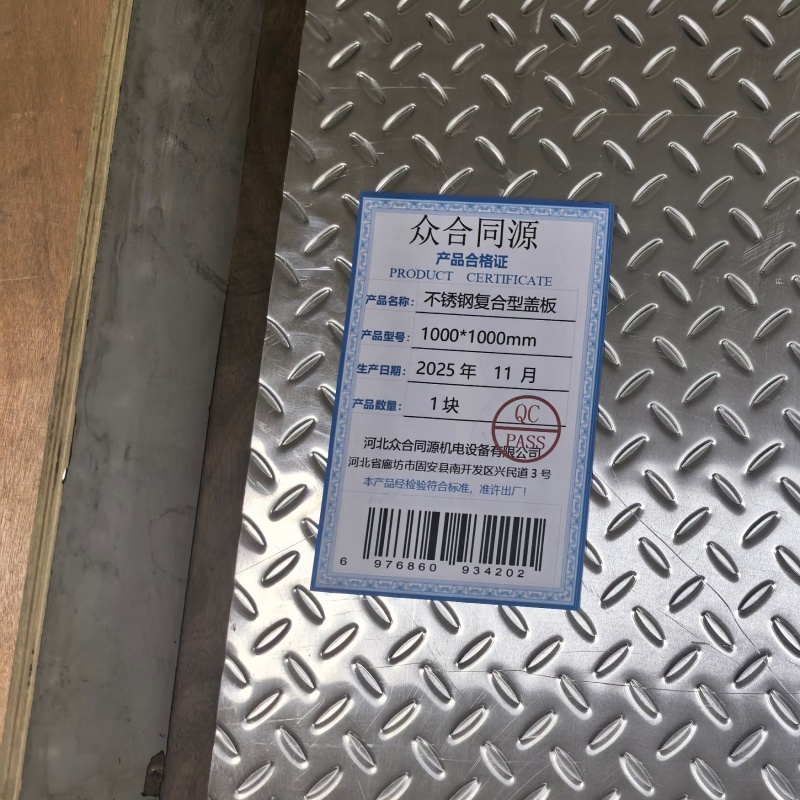 众合同源
产品合格证
PRODUCT CERTIFICATE
产品名称: 不锈钢复合型盖板
产品型号: 1000*1000mm
生产日期: 2025 年 11 月
产品数量: 1 块
QC
PASS
河北众合同源机电设备有限公司
河北省廊坊市固安县南开发区兴民道 3 号
本产品经检验符合标准，准许出厂!
6 976860 934202